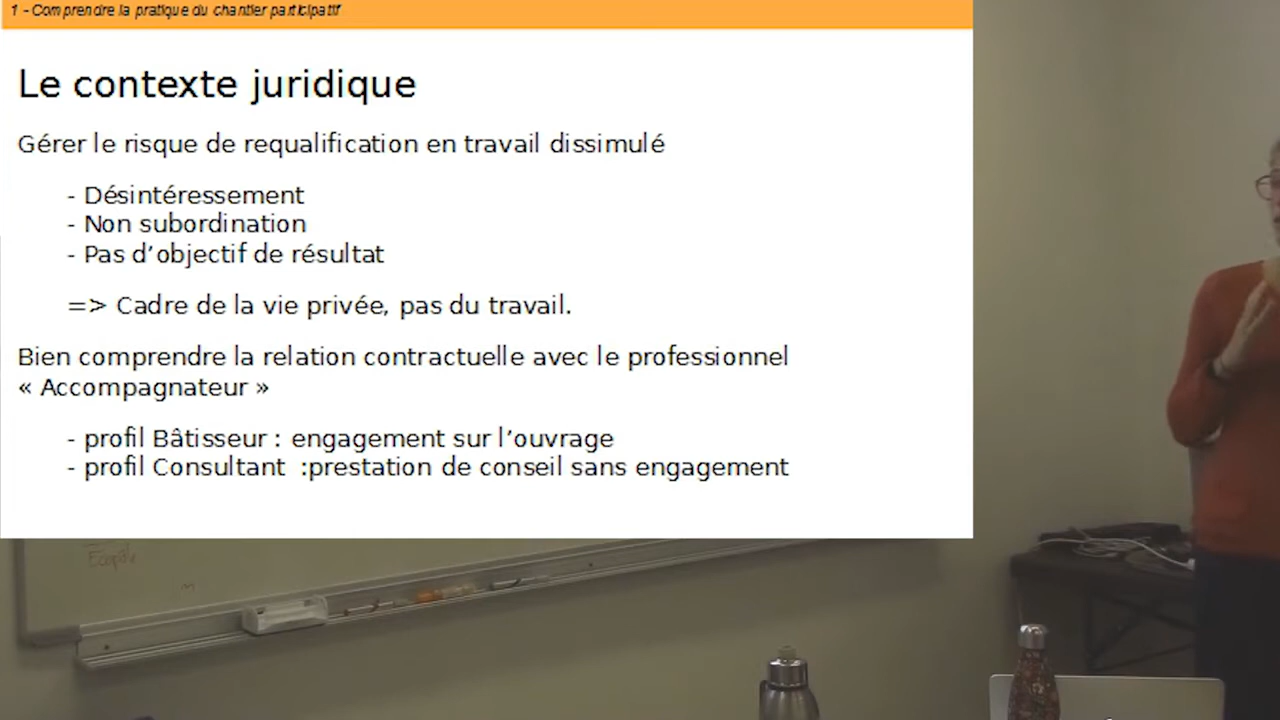 1 - Comprendre la pratique du chantier participatif
Le contexte juridique
Gérer le risque de requalification en travail dissimulé
- Désintéressement
- Non subordination
- Pas d’objectif de résultat
=> Cadre de la vie privée, pas du travail.
Bien comprendre la relation contractuelle avec le professionnel
« Accompagnateur »
- profil Bâtisseur : engagement sur l’ouvrage
- profil Consultant  :prestation de conseil sans engagement